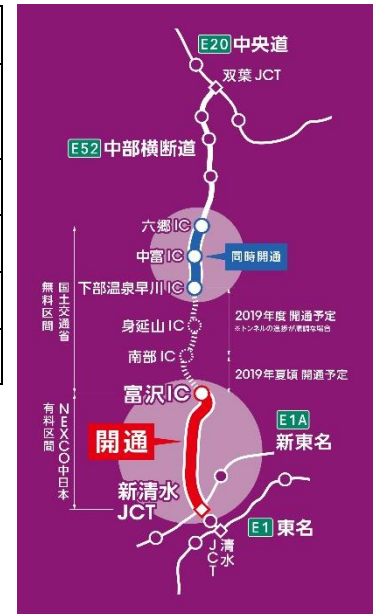 E20 中央道
双葉 JCT
E52 中部横断道
六郷 IC
中富 IC
同時開通
下部温泉早川 IC
国土交通省
無料区間
身延山 IC
2019年度 開通予定
※トンネルの進捗が順調な場合
南部 IC
2019年夏頃 開通予定
富沢IC
NEXCO中日本
有料区間
開通
E1A
新東名
新清水
JCT
E1 東名
清水
JCT